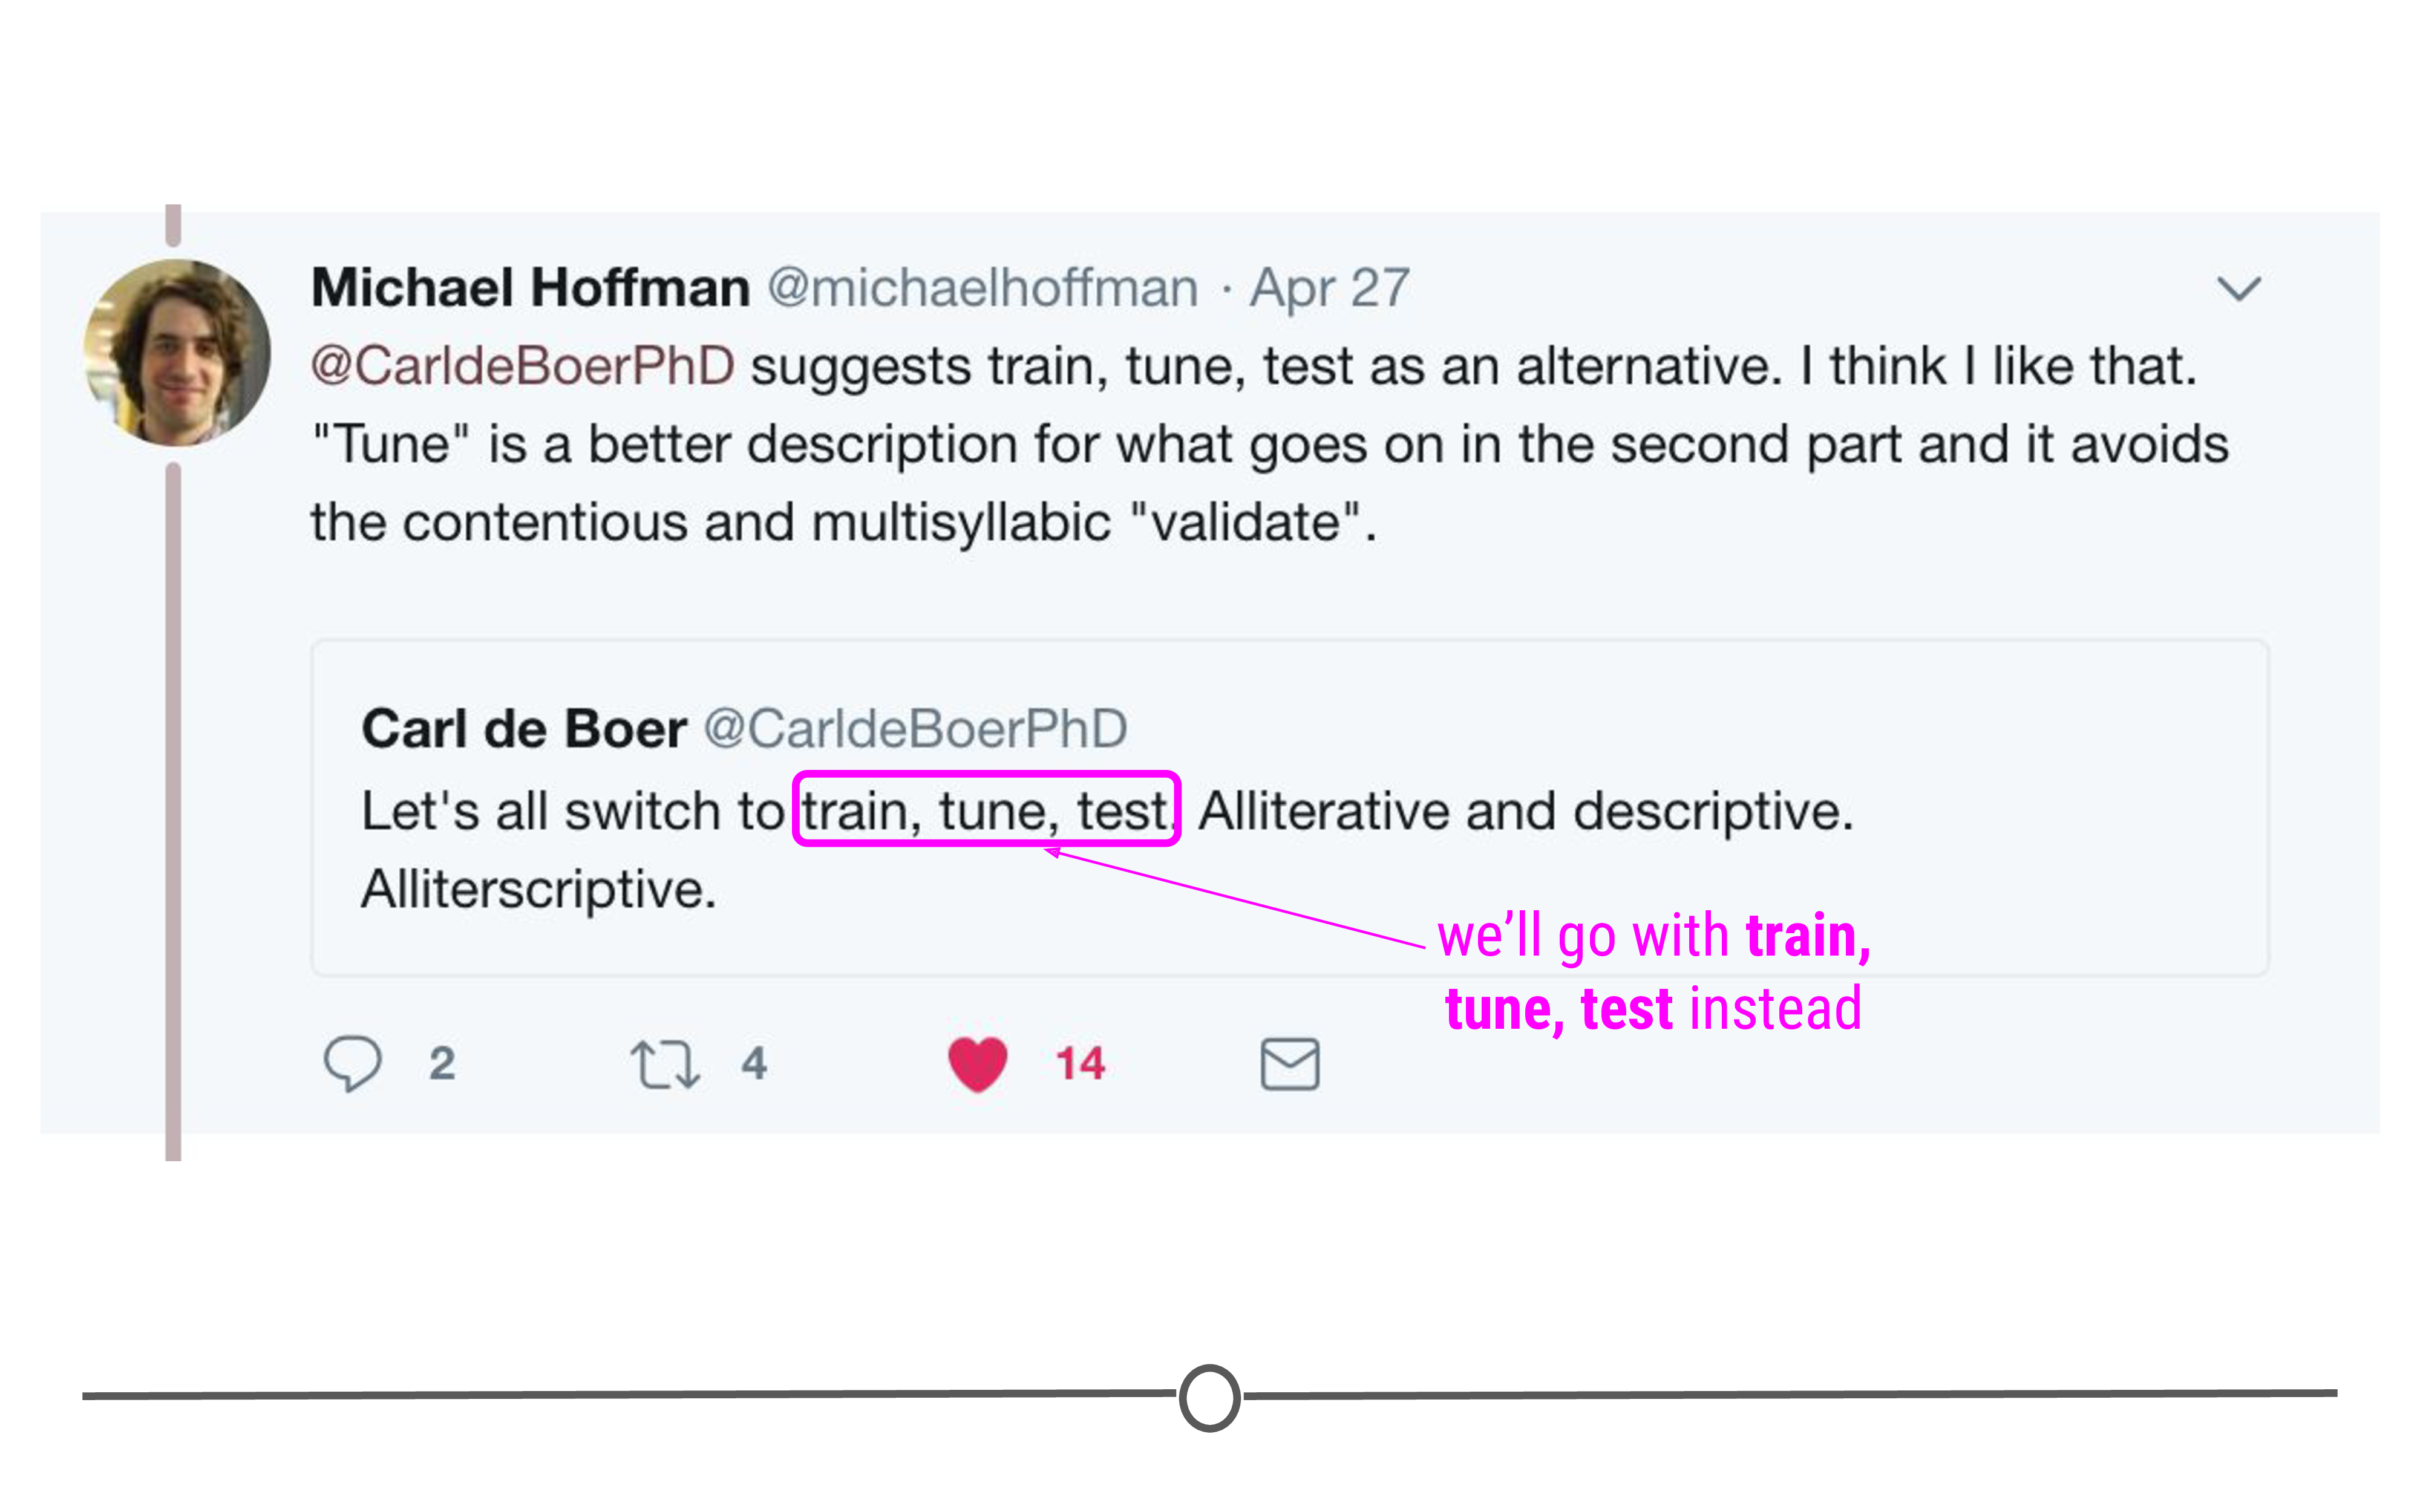 Michael Hoffman @michaelhoffman · Apr 27
@CarldeBoerPhD suggests train, tune, test as an alternative. I think I like that.
"Tune" is a better description for what goes on in the second part and it avoids
the contentious and multisyllabic "validate".
Carl de Boer @CarldeBoerPhD
Let's all switch to train, tune, test. Alliterative and descriptive.
Alliterscriptive.
we’ll go with train,
tune, test instead
2 4 14